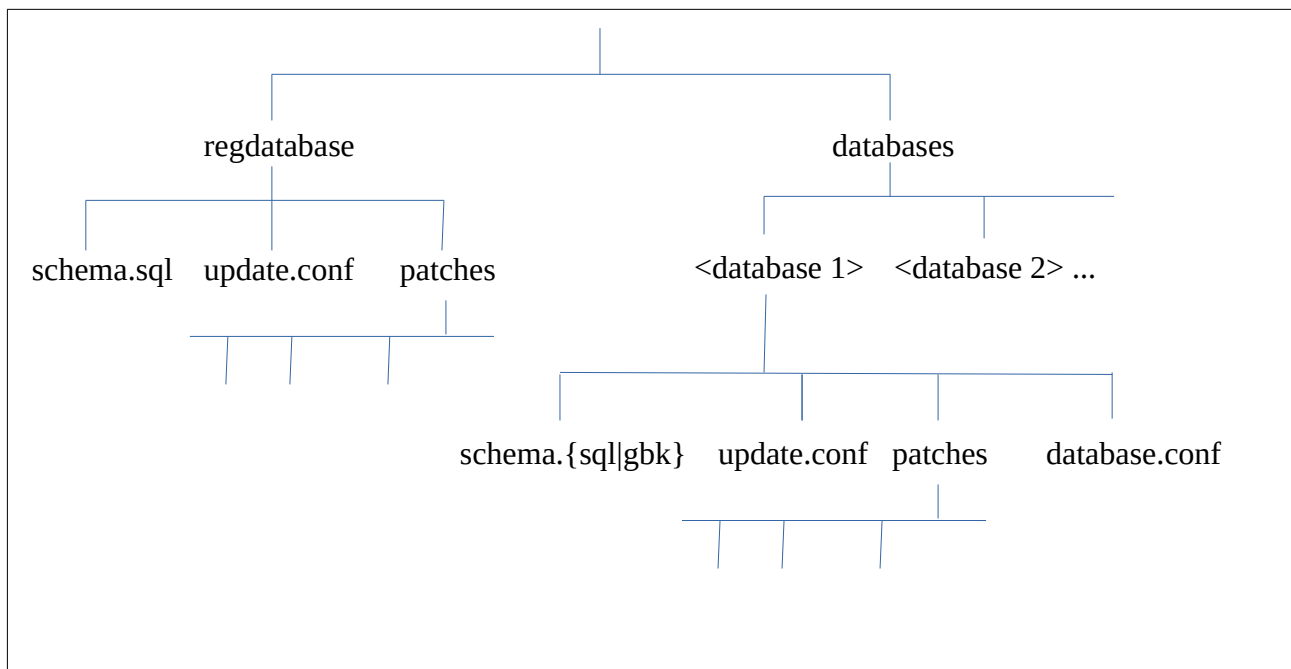 regdatabase databases
schema.sql update.conf patches <database 1> <database 2> ...
schema.{sql|gbk} update.conf patches database.conf